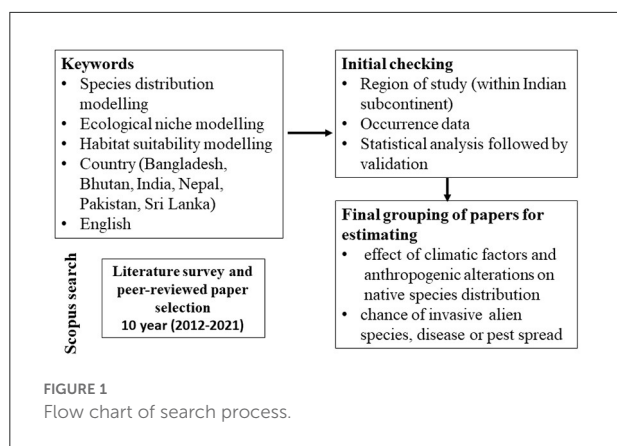 Keywords
• Species distribution
modelling
• Ecological niche modelling
• Habitat suitability modelling
• Country (Bangladesh,
Bhutan, India, Nepal,
Pakistan, Sri Lanka)
• English
Scopus search
Literature survey and
peer-reviewed paper
selection
10 year (2012-2021)
Initial checking
• Region of study (within Indian
subcontinent)
• Occurrence data
• Statistical analysis followed by
validation
Final grouping of papers for
estimating
• effect of climatic factors and
anthropogenic alterations on
native species distribution
• chance of invasive alien
species, disease or pest spread
FIGURE 1
Flow chart of search process.